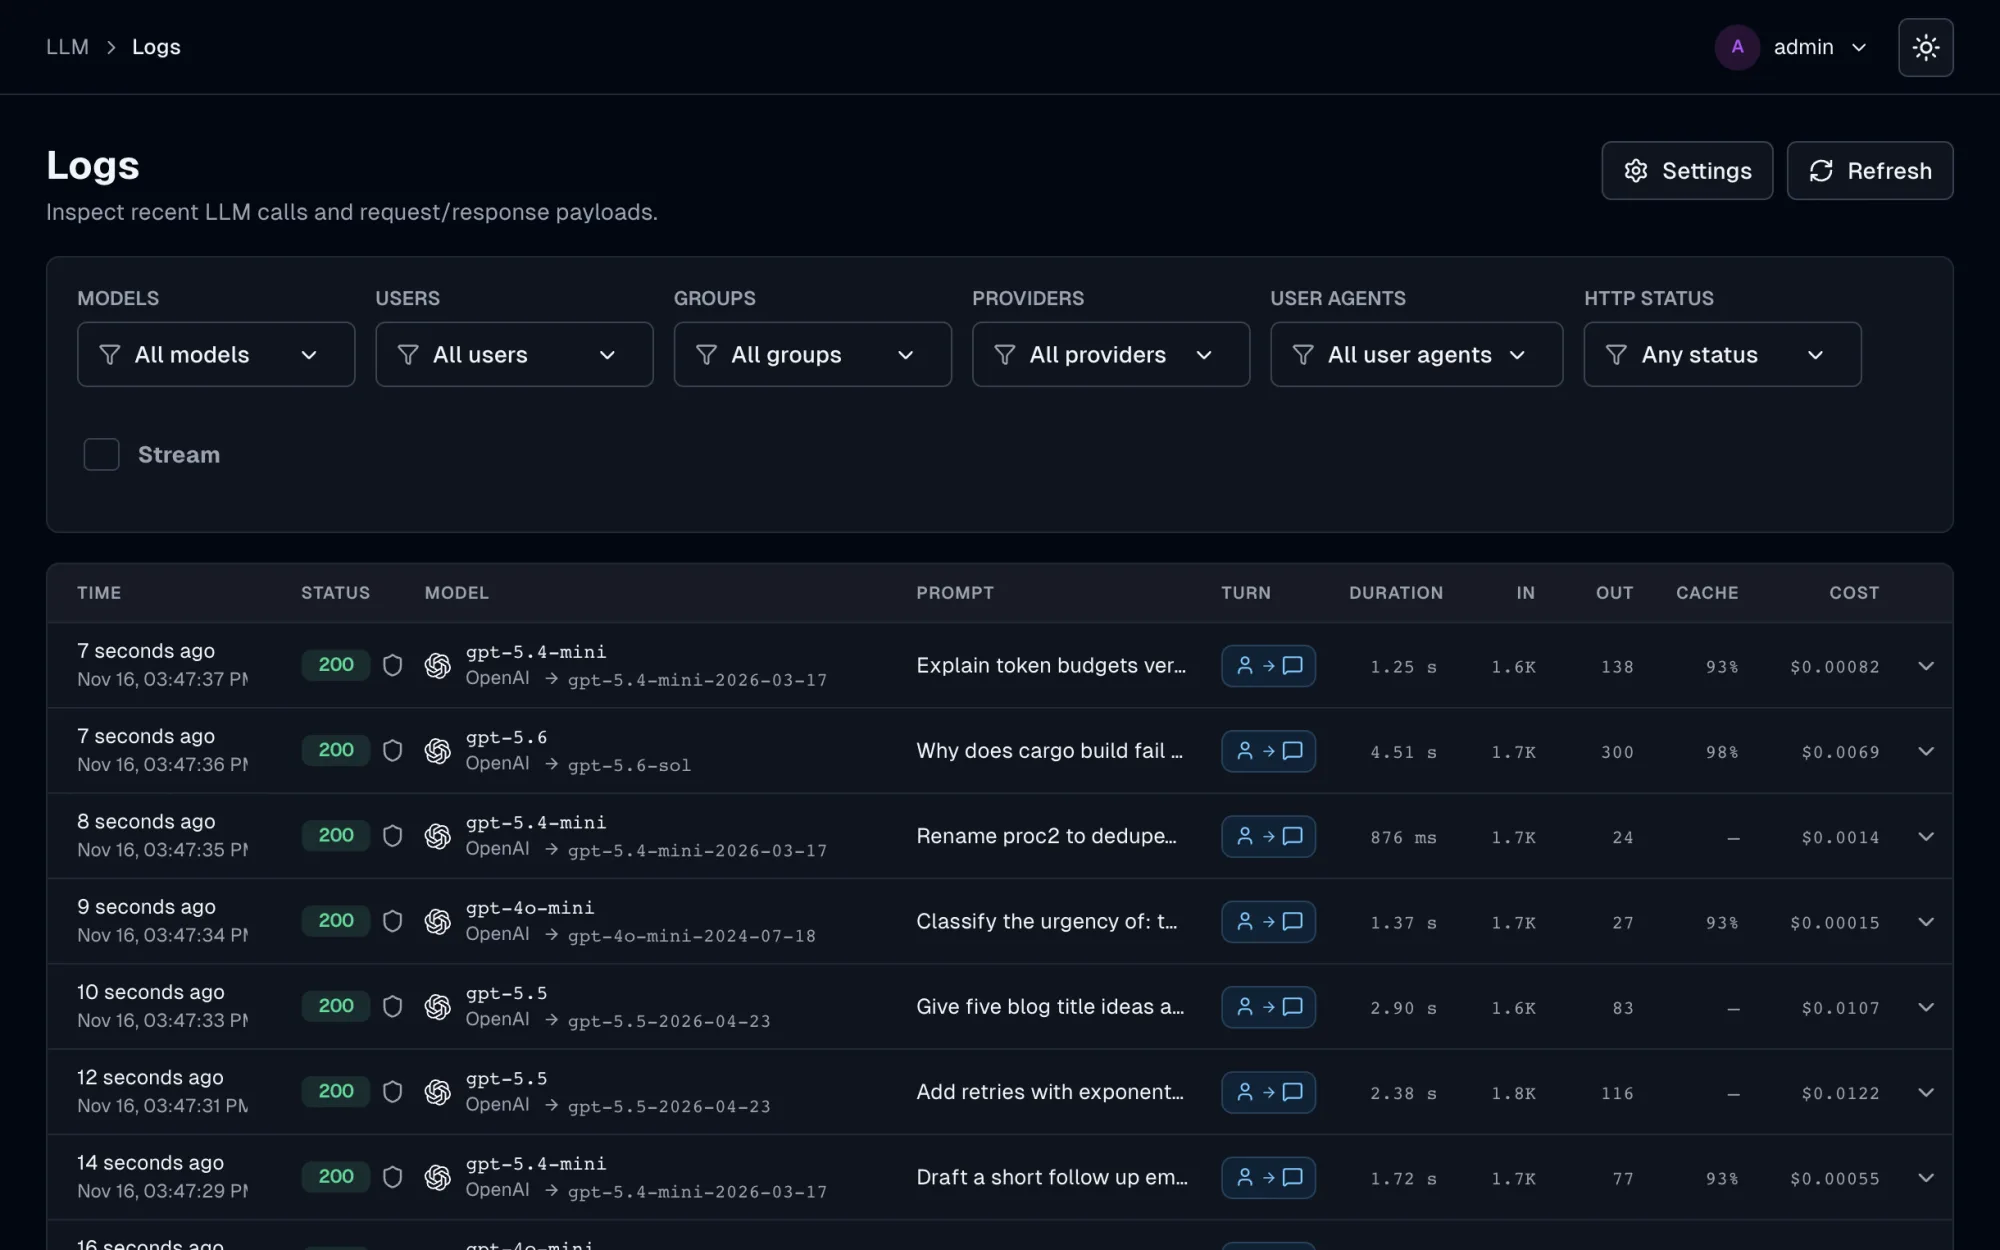 LLM > Logs
A admin
Logs
Settings
Refresh
Inspect recent LLM calls and request/response payloads.
MODELS USERS GROUPS PROVIDERS USER AGENTS HTTP STATUS
All models All users All groups All providers All user agents Any status
Stream
TIME STATUS MODEL PROMPT TURN DURATION IN OUT CACHE COST
7 seconds ago 200 gpt-5.4-mini Explain token budgets ver... 1.25 s 1.6K 138 93% $0.00082
Nov 16, 03:47:37 PM OpenAI → gpt-5.4-mini-2026-03-17
7 seconds ago 200 gpt-5.6 Why does cargo build fail ... 4.51 s 1.7K 300 98% $0.0069
Nov 16, 03:47:36 PM OpenAI → gpt-5.6-sol
8 seconds ago 200 gpt-5.4-mini Rename proc2 to dedupe... 876 ms 1.7K 24 — $0.0014
Nov 16, 03:47:35 PM OpenAI → gpt-5.4-mini-2026-03-17
9 seconds ago 200 gpt-4o-mini Classify the urgency of: t... 1.37 s 1.7K 27 93% $0.00015
Nov 16, 03:47:34 PM OpenAI → gpt-4o-mini-2024-07-18
10 seconds ago 200 gpt-5.5 Give five blog title ideas a... 2.90 s 1.6K 83 — $0.0107
Nov 16, 03:47:33 PM OpenAI → gpt-5.5-2026-04-23
12 seconds ago 200 gpt-5.5 Add retries with exponent... 2.38 s 1.8K 116 — $0.0122
Nov 16, 03:47:31 PM OpenAI → gpt-5.5-2026-04-23
14 seconds ago 200 gpt-5.4-mini Draft a short follow up em... 1.72 s 1.7K 77 93% $0.00055
Nov 16, 03:47:29 PM OpenAI → gpt-5.4-mini-2026-03-17
16 seconds ago gpt-4o-mini